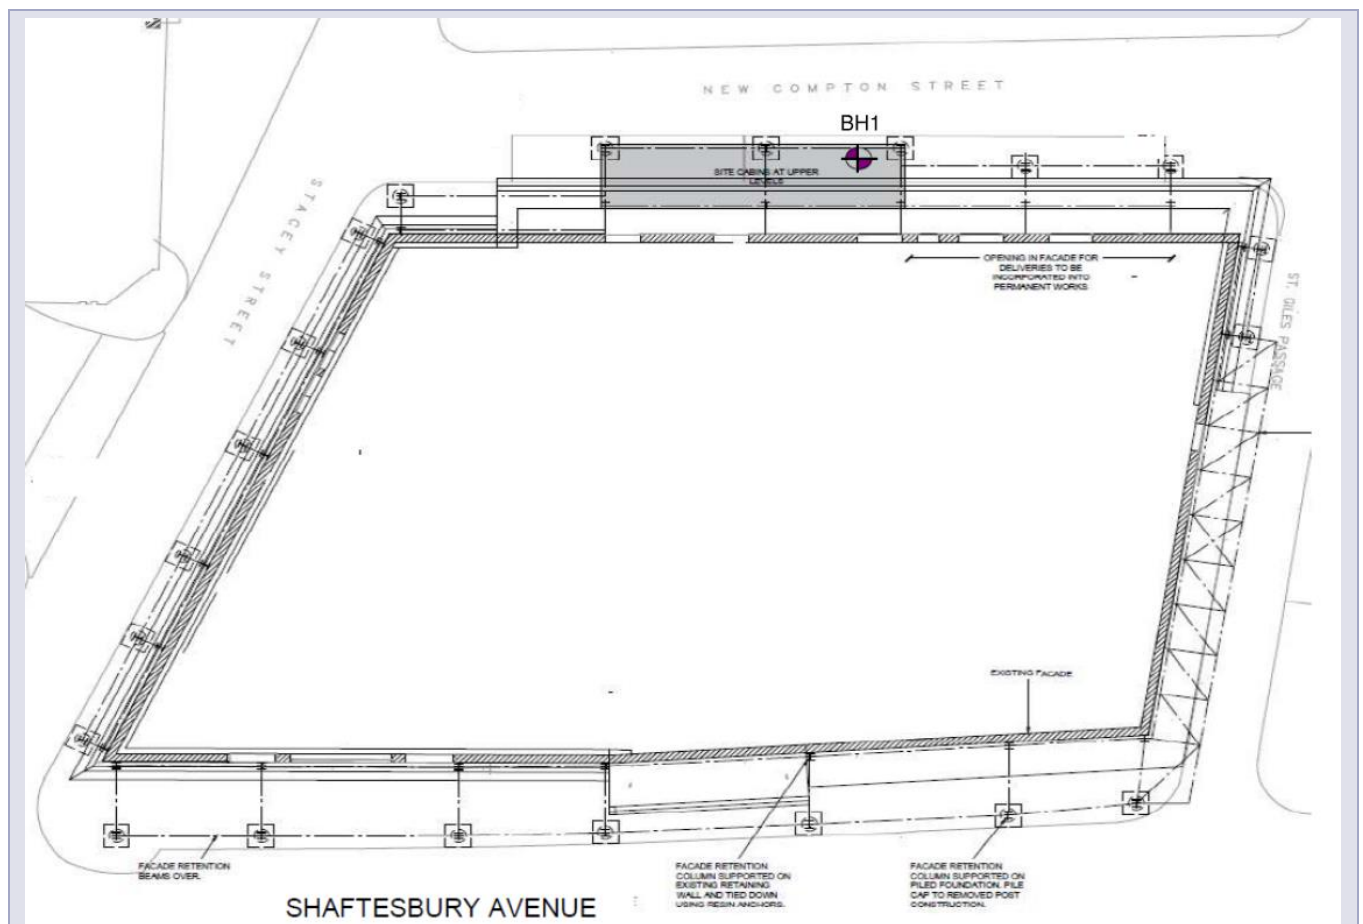 NEW COMPTON STREET
BH1
SITE CABINS AT UPPER
LEVELS
STACEY STREET
OPENING IN FACADE FOR
DELIVERIES TO BE
INCORPORATED INTO
PERMANENT WORKS
ST. GILES PASSAGE
EXISTING FACADE
FACADE RETENTION
BEAMS OVER.
FACADE RETENTION
COLUMN SUPPORTED ON
EXISTING RETAINING
WALL AND TIED DOWN
USING RESIN ANCHORS.
FACADE RETENTION
COLUMN SUPPORTED ON
PILED FOUNDATION. PILE
CAP TO REMOVED POST
CONSTRUCTION.
SHAFTESBURY AVENUE